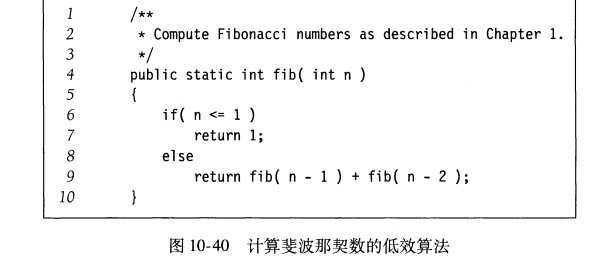 1 /**
2 * Compute Fibonacci numbers as described in Chapter 1.
3 */
4 public static int fib( int n )
5 {
6 if( n <= 1 )
7 return 1;
8 else
9 return fib( n - 1 ) + fib( n - 2 );
10 }
图 10-40 计算斐波那契数的低效算法